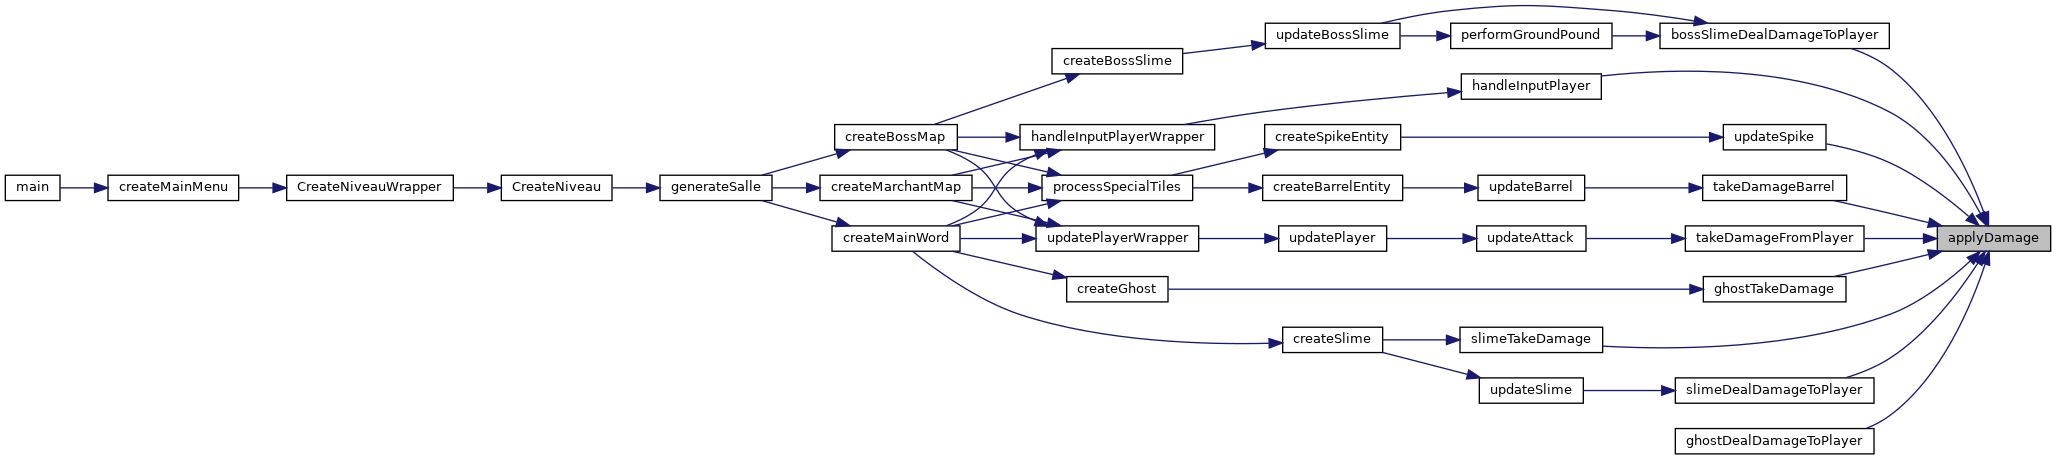 updateBossSlime
performGroundPound
bossSlimeDealDamageToPlayer
createBossSlime
handleInputPlayer
createBossMap
handleInputPlayerWrapper
createSpikeEntity
updateSpike
main
createMainMenu
CreateNiveauWrapper
CreateNiveau
generateSalle
createMarchantMap
processSpecialTiles
createBarrelEntity
updateBarrel
takeDamageBarrel
createMainWord
updatePlayerWrapper
updatePlayer
updateAttack
takeDamageFromPlayer
applyDamage
createGhost
ghostTakeDamage
createSlime
slimeTakeDamage
updateSlime
slimeDealDamageToPlayer
ghostDealDamageToPlayer